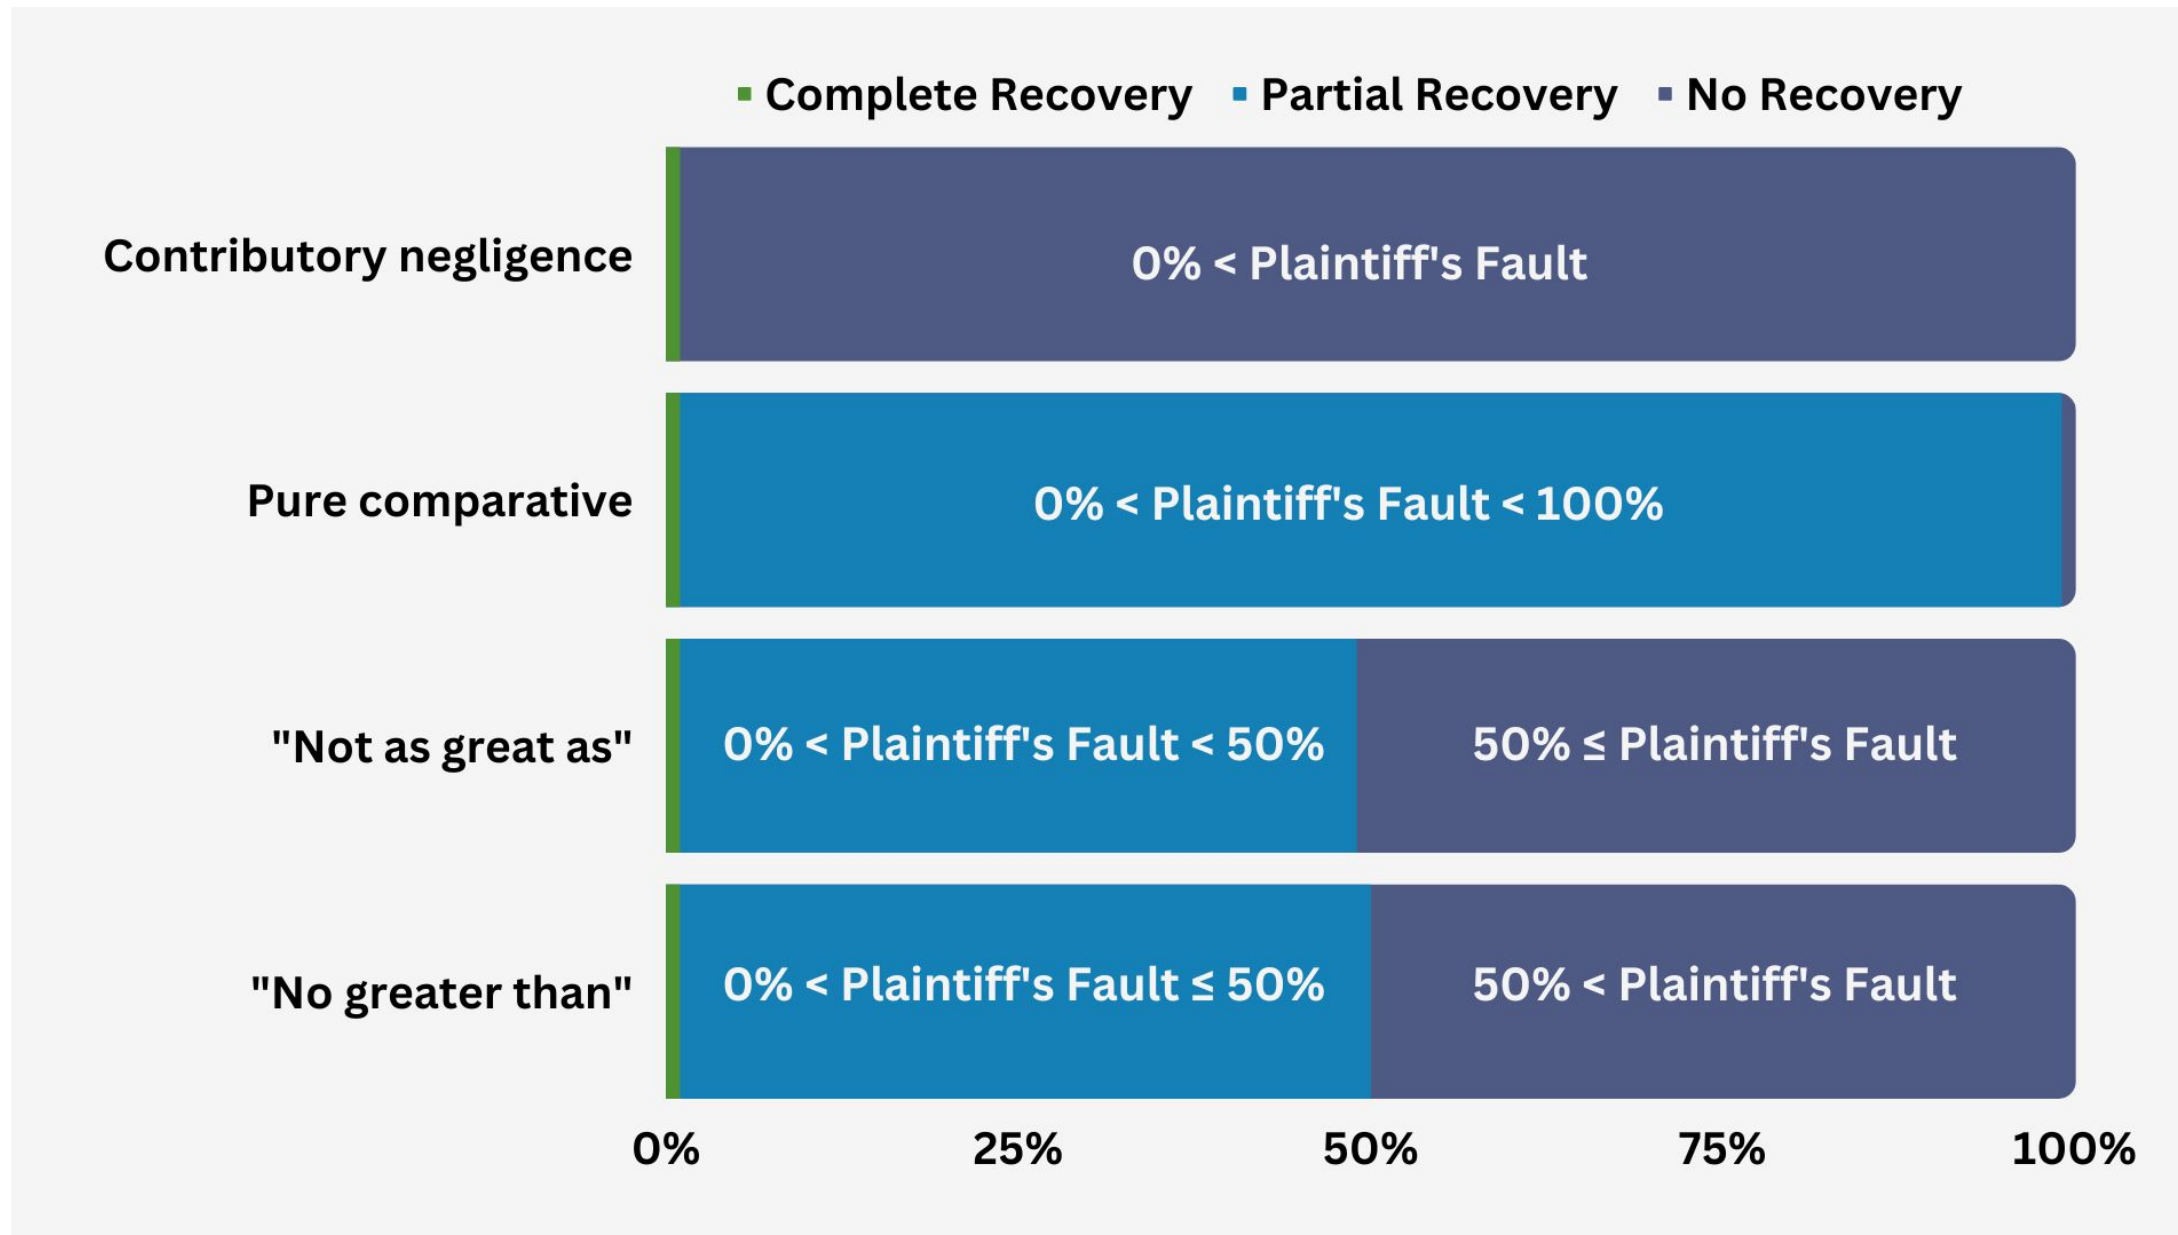 Complete Recovery Partial Recovery No Recovery
Contributory negligence
0% < Plaintiff's Fault
Pure comparative
0% < Plaintiff's Fault < 100%
"Not as great as"
0% < Plaintiff's Fault < 50%
50% ≤ Plaintiff's Fault
"No greater than"
0% < Plaintiff's Fault ≤ 50%
50% < Plaintiff's Fault
0% 25% 50% 75% 100%